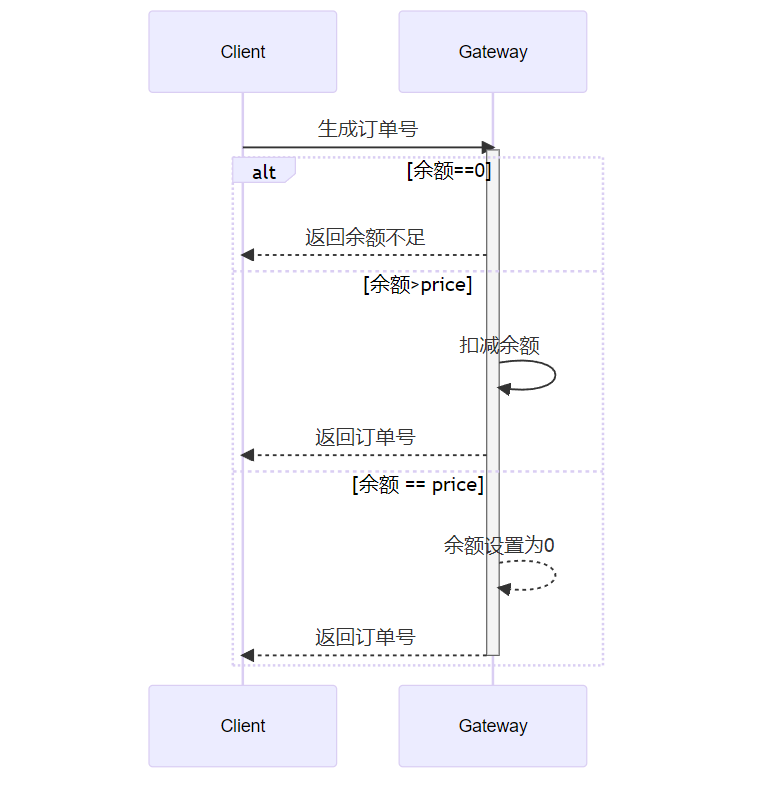 Client
Gateway
生成订单号
alt
[余额==0]
返回余额不足
[余额>price]
扣减余额
返回订单号
[余额 == price]
余额设置为0
返回订单号
Client
Gateway